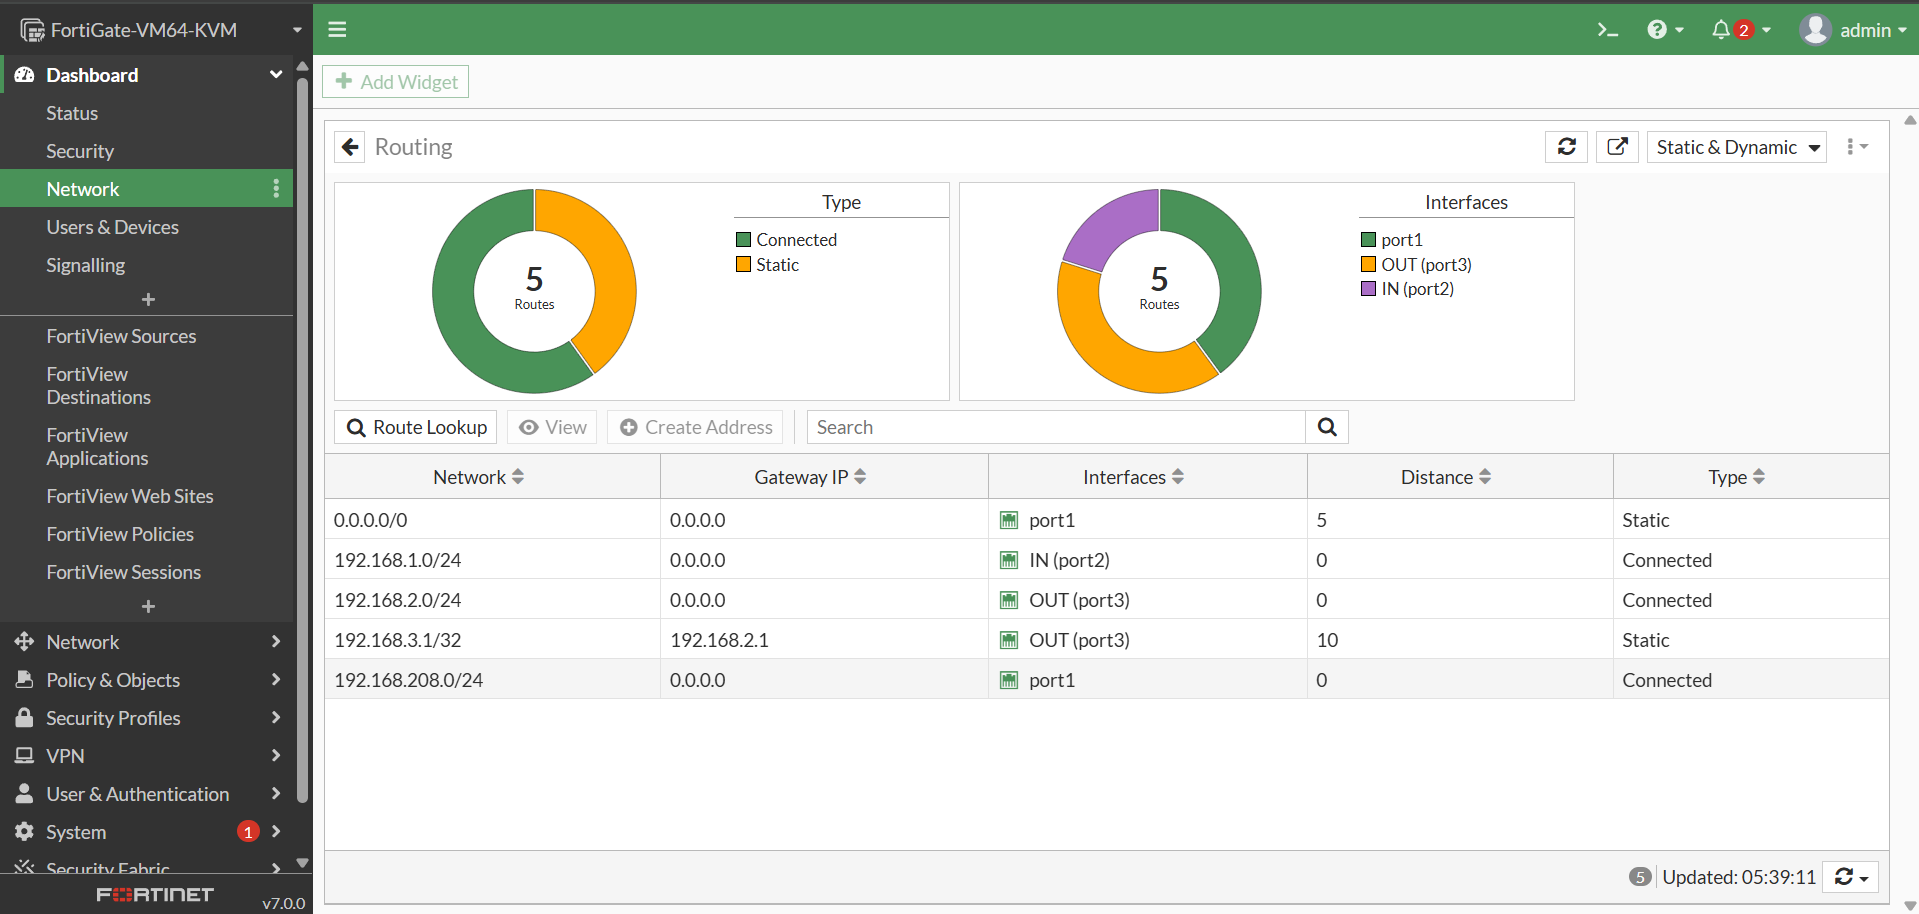 FortiGate-VM64-KVM
2
admin
Dashboard
Status
Security
Network
Users & Devices
Signalling
FortiView Sources
FortiView
Destinations
FortiView
Applications
FortiView Web Sites
FortiView Policies
FortiView Sessions
Network
Policy & Objects
Security Profiles
VPN
User & Authentication
System 1
Security Fabric
FORTINET v7.0.0
Add Widget
Routing
Static & Dynamic
5
Routes
Type
Connected
Static
5
Routes
Interfaces
port1
OUT (port3)
IN (port2)
Route Lookup View Create Address Search
Network Gateway IP Interfaces Distance Type
0.0.0.0/0 0.0.0.0 port1 5 Static
192.168.1.0/24 0.0.0.0 IN (port2) 0 Connected
192.168.2.0/24 0.0.0.0 OUT (port3) 0 Connected
192.168.3.1/32 192.168.2.1 OUT (port3) 10 Static
192.168.208.0/24 0.0.0.0 port1 0 Connected
5 Updated: 05:39:11